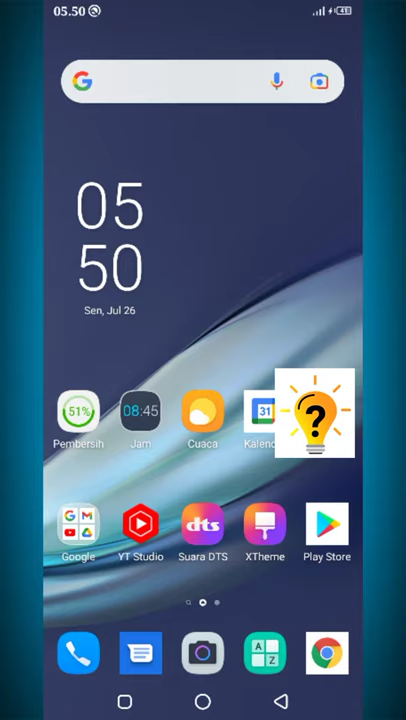 05.50
41
05
50
Sen, Jul 26
51%
08:45
31
Pembersih
Jam
Cuaca
Kalen
?
dts
Google
YT Studio
Suara DTS
XTheme
Play Store
A
Z